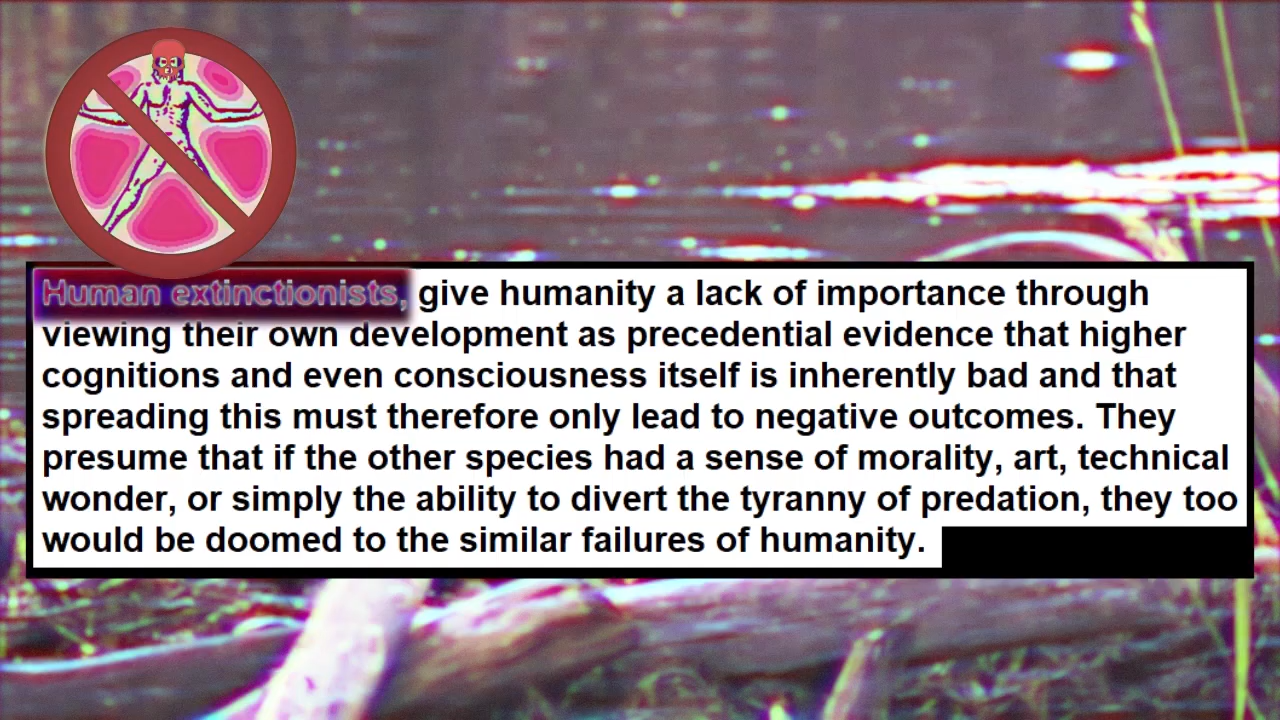 Human extinctionists, give humanity a lack of importance through
viewing their own development as precedential evidence that higher
cognitions and even consciousness itself is inherently bad and that
spreading this must therefore only lead to negative outcomes. They
presume that if the other species had a sense of morality, art, technical
wonder, or simply the ability to divert the tyranny of predation, they too
would be doomed to the similar failures of humanity.